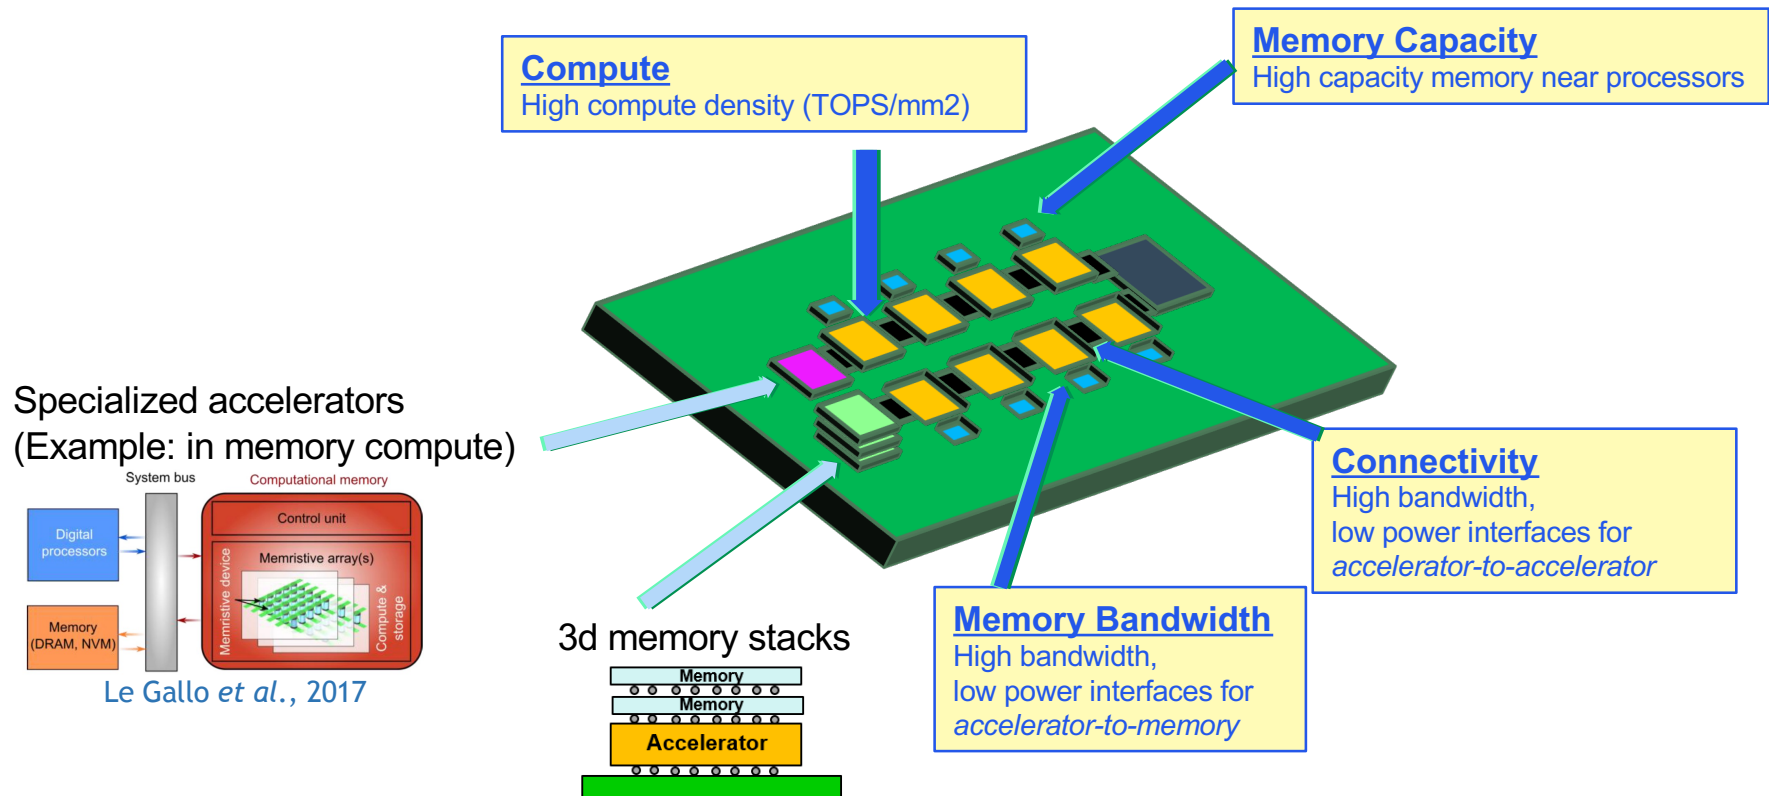 Compute
High compute density (TOPS/mm2)
Memory Capacity
High capacity memory near processors
Specialized accelerators
(Example: in memory compute)
System bus
Computational memory
Digital
processors
Control unit
Memristive device
Memristive array(s)
Compute &
storage
Memory
(DRAM, NVM)
Le Gallo et al., 2017
3d memory stacks
Memory
Memory
Accelerator
Connectivity
High bandwidth,
low power interfaces for
accelerator-to-accelerator
Memory Bandwidth
High bandwidth,
low power interfaces for
accelerator-to-memory